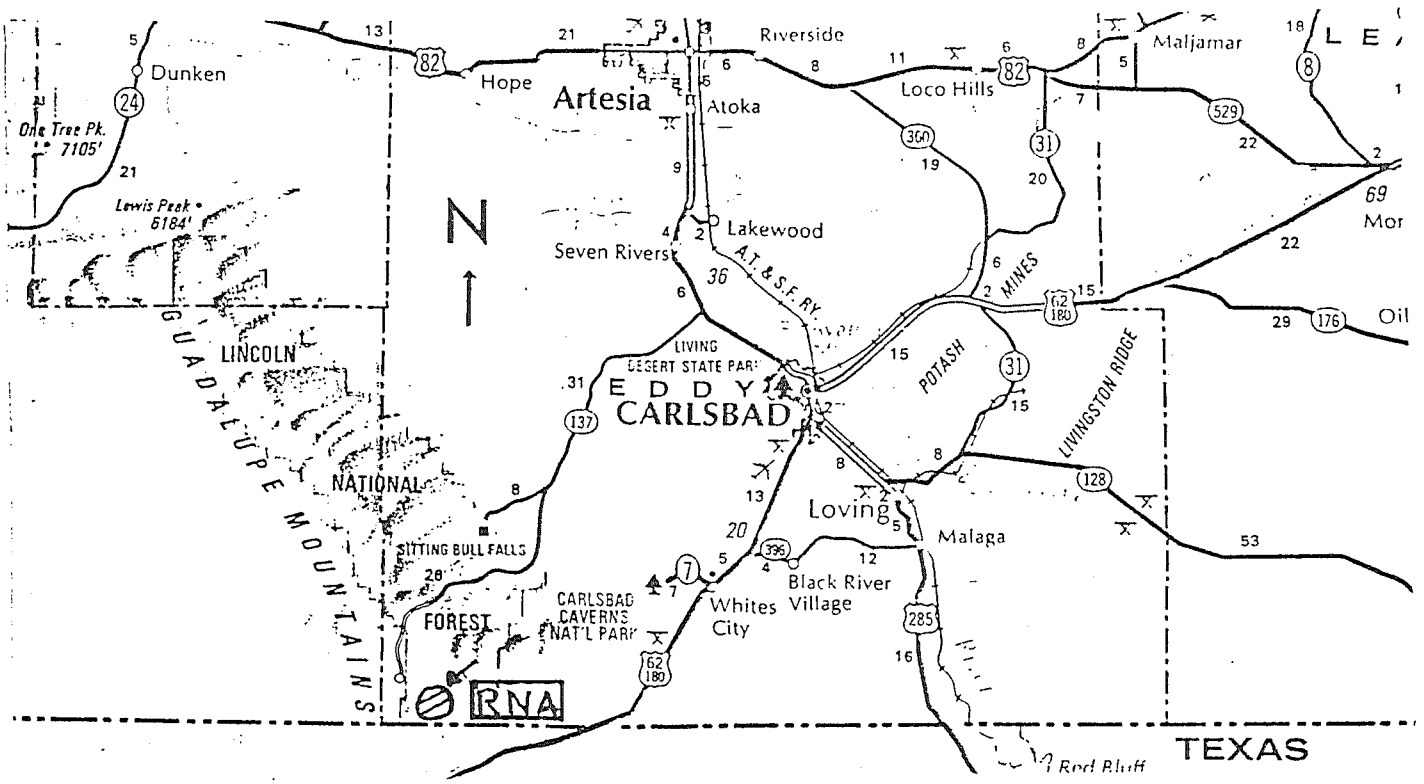 5
13
21
Riverside
8
Maljamar
18
L E
82
6
11
6
5
8
Dunken
Hope
8
Loco Hills
82
24
Artesia
Atoka
7
529
One Tree Pk.
7105'
360
31
22
2
21
9
19
20
69
Lewis Peak
6184'
N
4
2
Lakewood
Mor
Seven Rivers
A.T. & S.F. RY.
36
6
MINES
22
6
2
62
180
15
GUADALUPE MOUNTAINS
LINCOLN
29
176
Oil
LIVING
DESERT STATE PARK
15
POTASH
31
LIVINGSTON RIDGE
31
E D D Y
CARLSBAD
2
15
137
8
8
NATIONAL
8
13
128
Loving
2
5
SITTING BULL FALLS
20
Malaga
53
5
396
4
12
7
7
Black River
Village
CARLSBAD
CAVERNS
NAT'L PARK
Whites
City
FOREST
285
62
180
16
RNA
TEXAS
Red Bluff